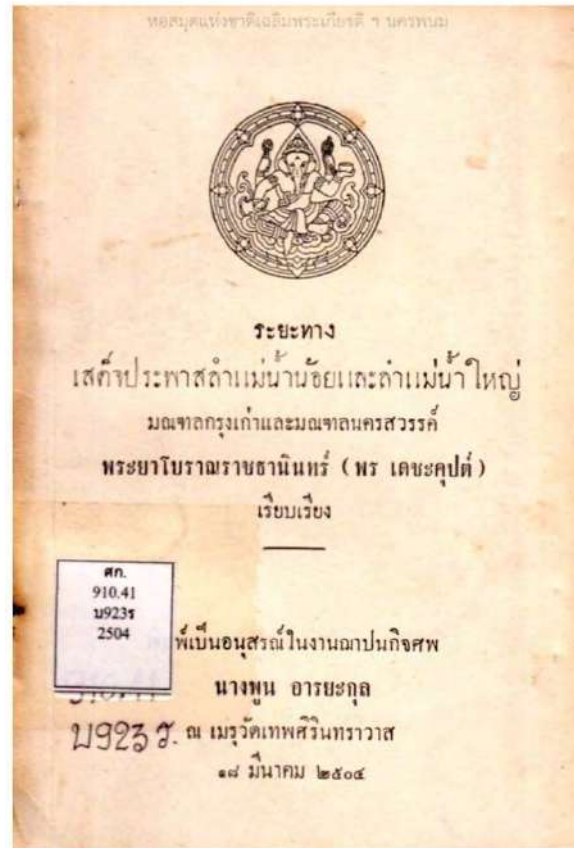 หอสมุดแห่งชาติเฉลิมพระเกียรติ ฯ นครพนม
ระยะทาง
เสด็จประพาสลำแม่น้ำน้อยและลำแม่น้ำใหญ่
มณฑลกรุงเก่าและมณฑลนครสวรรค์
พระยาโบราณราชธานินทร์ (พร เดชะคุปต์)
เรียบเรียง
ศก.
910.41
บ923ร
2504
พ์เป็นอนุสรณ์ในงานฌาปนกิจศพ
นางพูน อารยะกุล
บ923 ร. ณ เมรุวัดเทพศิรินทราวาส
๑๘ มีนาคม ๒๕๐๔